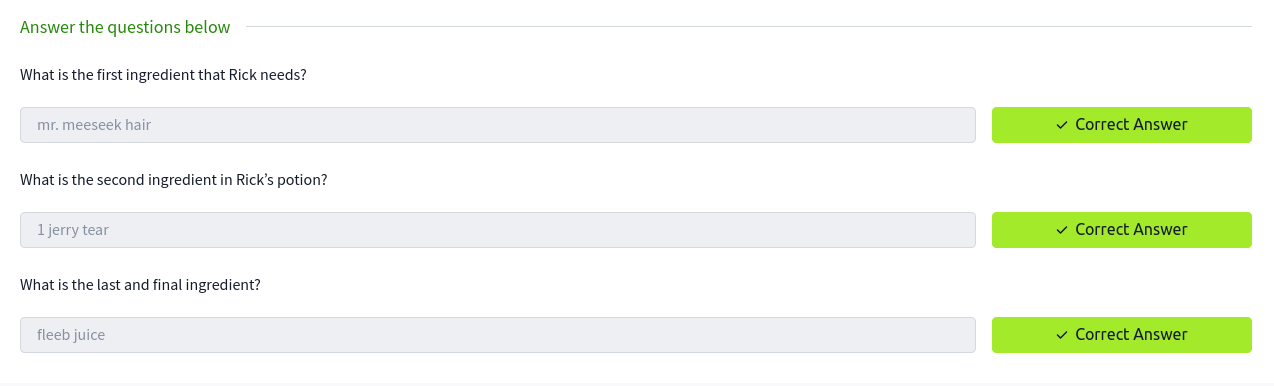 Answer the questions below
What is the first ingredient that Rick needs?
mr. meeseek hair
✓ Correct Answer
What is the second ingredient in Rick’s potion?
1 jerry tear
✓ Correct Answer
What is the last and final ingredient?
fleeb juice
✓ Correct Answer